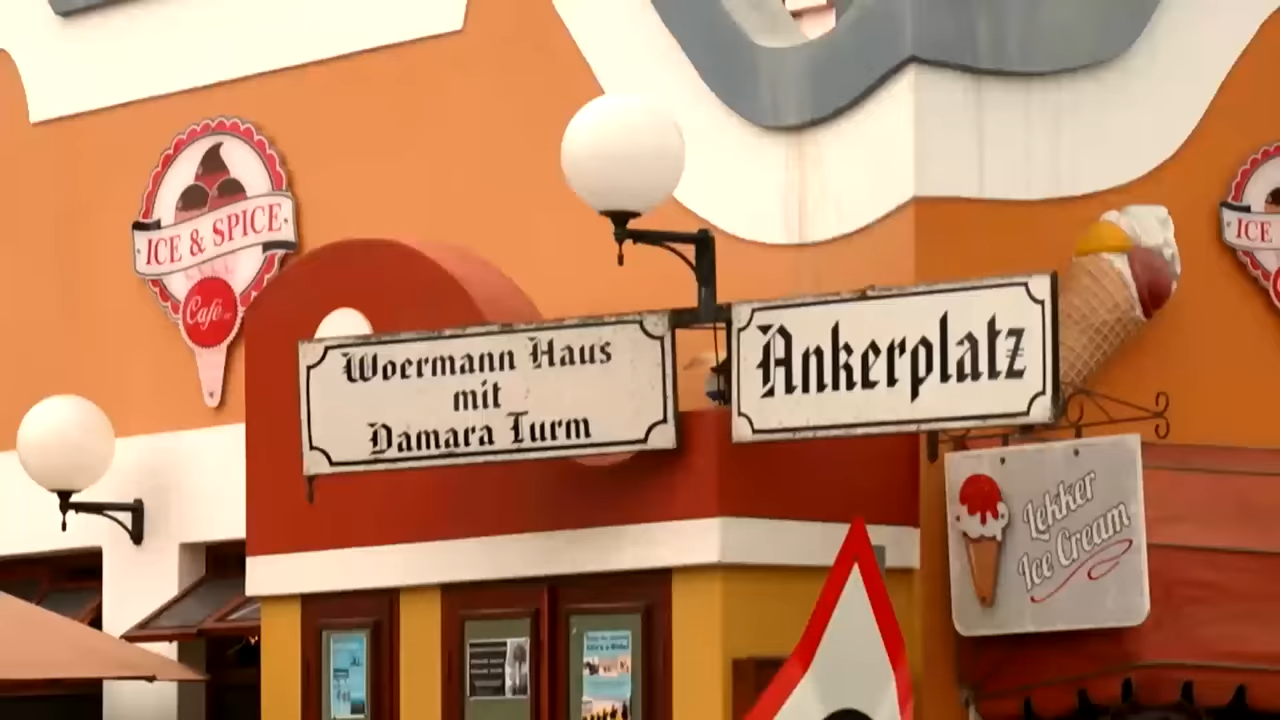 ICE & SPICE
Café
Woermann Haus
mit
Damara Turm
Ankerplatz
ICE
Lekker
Ice Cream